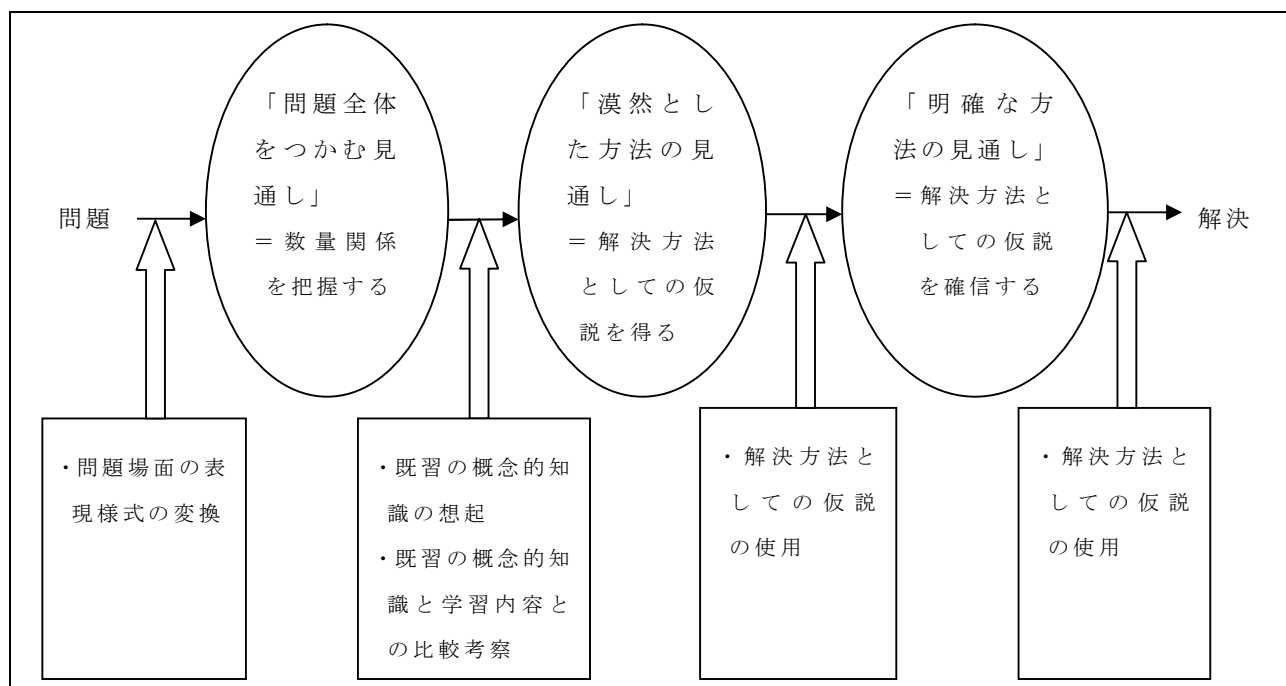 問題
「問題全体
をつかむ見
通し」
＝数量関係
を把握する
「漠然とし
た方法の見
通し」
＝解決方法
としての仮
説を得る
「明確な方
法の見通し」
＝解決方法と
しての仮説
を確信する
解決
・問題場面の表
現様式の変換
・既習の概念的知
識の想起
・既習の概念的知
識と学習内容と
の比較考察
・解決方法と
しての仮説
の使用
・解決方法と
しての仮説
の使用